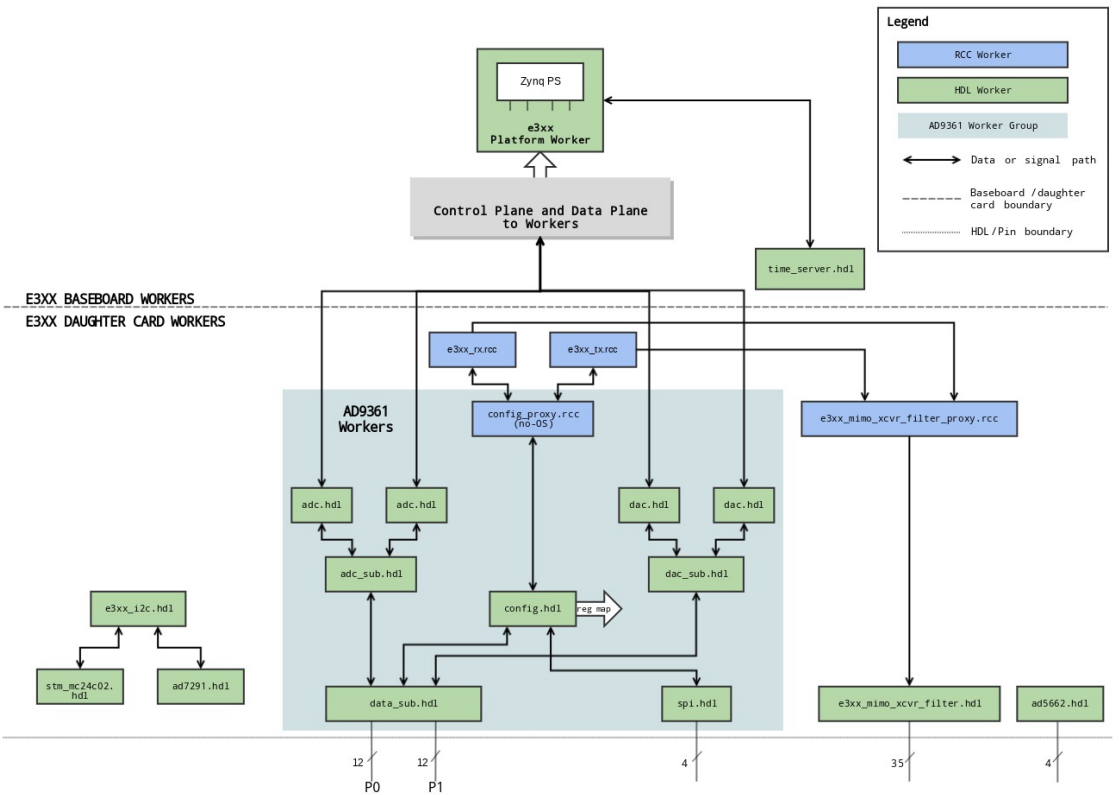 Legend
RCC Worker
HDL Worker
AD9361 Worker Group
Data or signal path
Baseboard /daughter
card boundary
HDL/Pin boundary
Zynq PS
e3xx
Platform Worker
Control Plane and Data Plane
to Workers
time_server.hdl
E3XX BASEBOARD WORKERS
E3XX DAUGHTER CARD WORKERS
e3xx_rx.rcc
e3xx_tx.rcc
AD9361
Workers
config_proxy.rcc
(no-OS)
e3xx_mimo_xcvr_filter_proxy.rcc
adc.hdl
adc.hdl
dac.hdl
dac.hdl
adc_sub.hdl
dac_sub.hdl
e3xx_i2c.hdl
config.hdl
reg map
stm_mc24c02.
hdl
ad7291.hdl
data_sub.hdl
spi.hdl
e3xx_mimo_xcvr_filter.hdl
ad5662.hdl
12
12
4
35
4
P0
P1